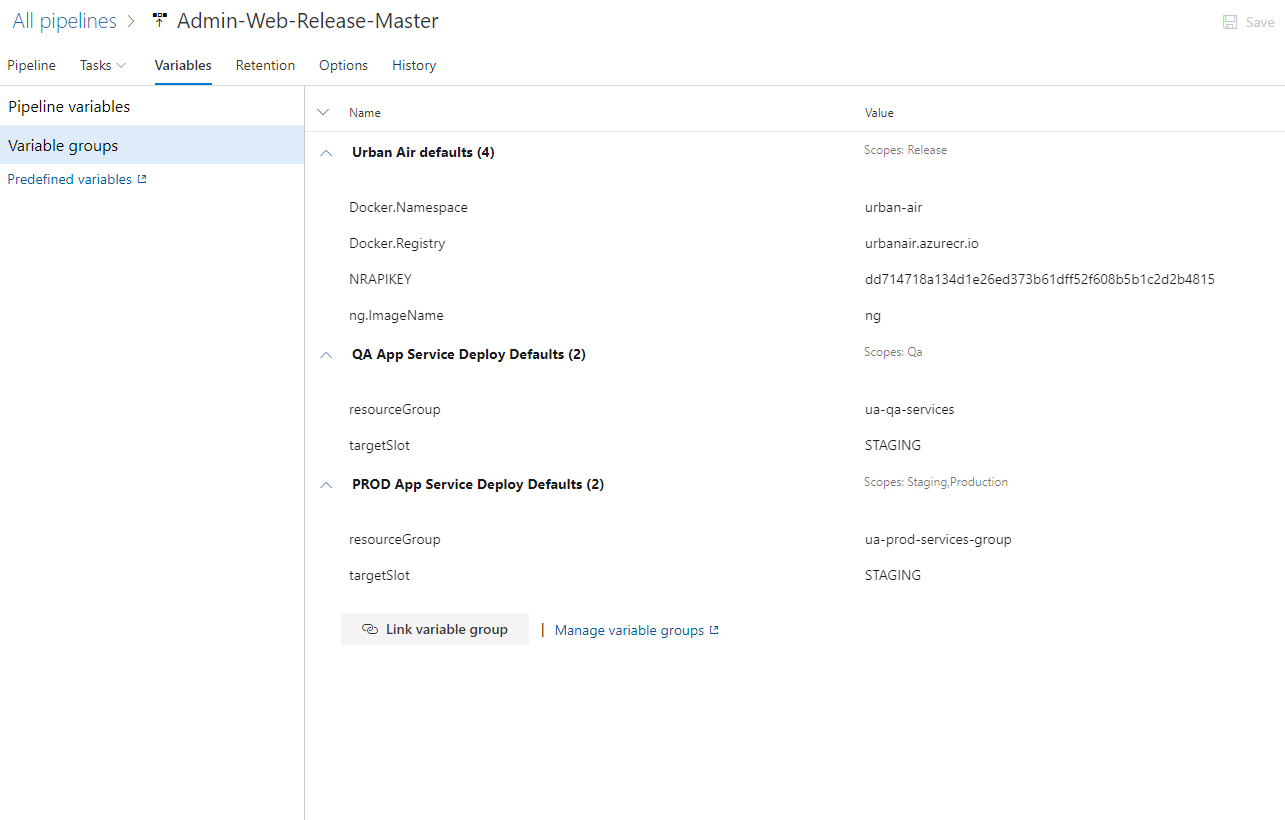 All pipelines > Admin-Web-Release-Master
Save
Pipeline Tasks Variables Retention Options History
Pipeline variables
Variable groups
Predefined variables
Name Value
Urban Air defaults (4) Scopes: Release
Docker.Namespace urban-air
Docker.Registry urbanair.azurecr.io
NRAPIKEY dd714718a134d1e26ed373b61dff52f608b5b1c2d2b4815
ng.ImageName ng
QA App Service Deploy Defaults (2) Scopes: Qa
resourceGroup ua-qa-services
targetSlot STAGING
PROD App Service Deploy Defaults (2) Scopes: Staging,Production
resourceGroup ua-prod-services-group
targetSlot STAGING
Link variable group | Manage variable groups